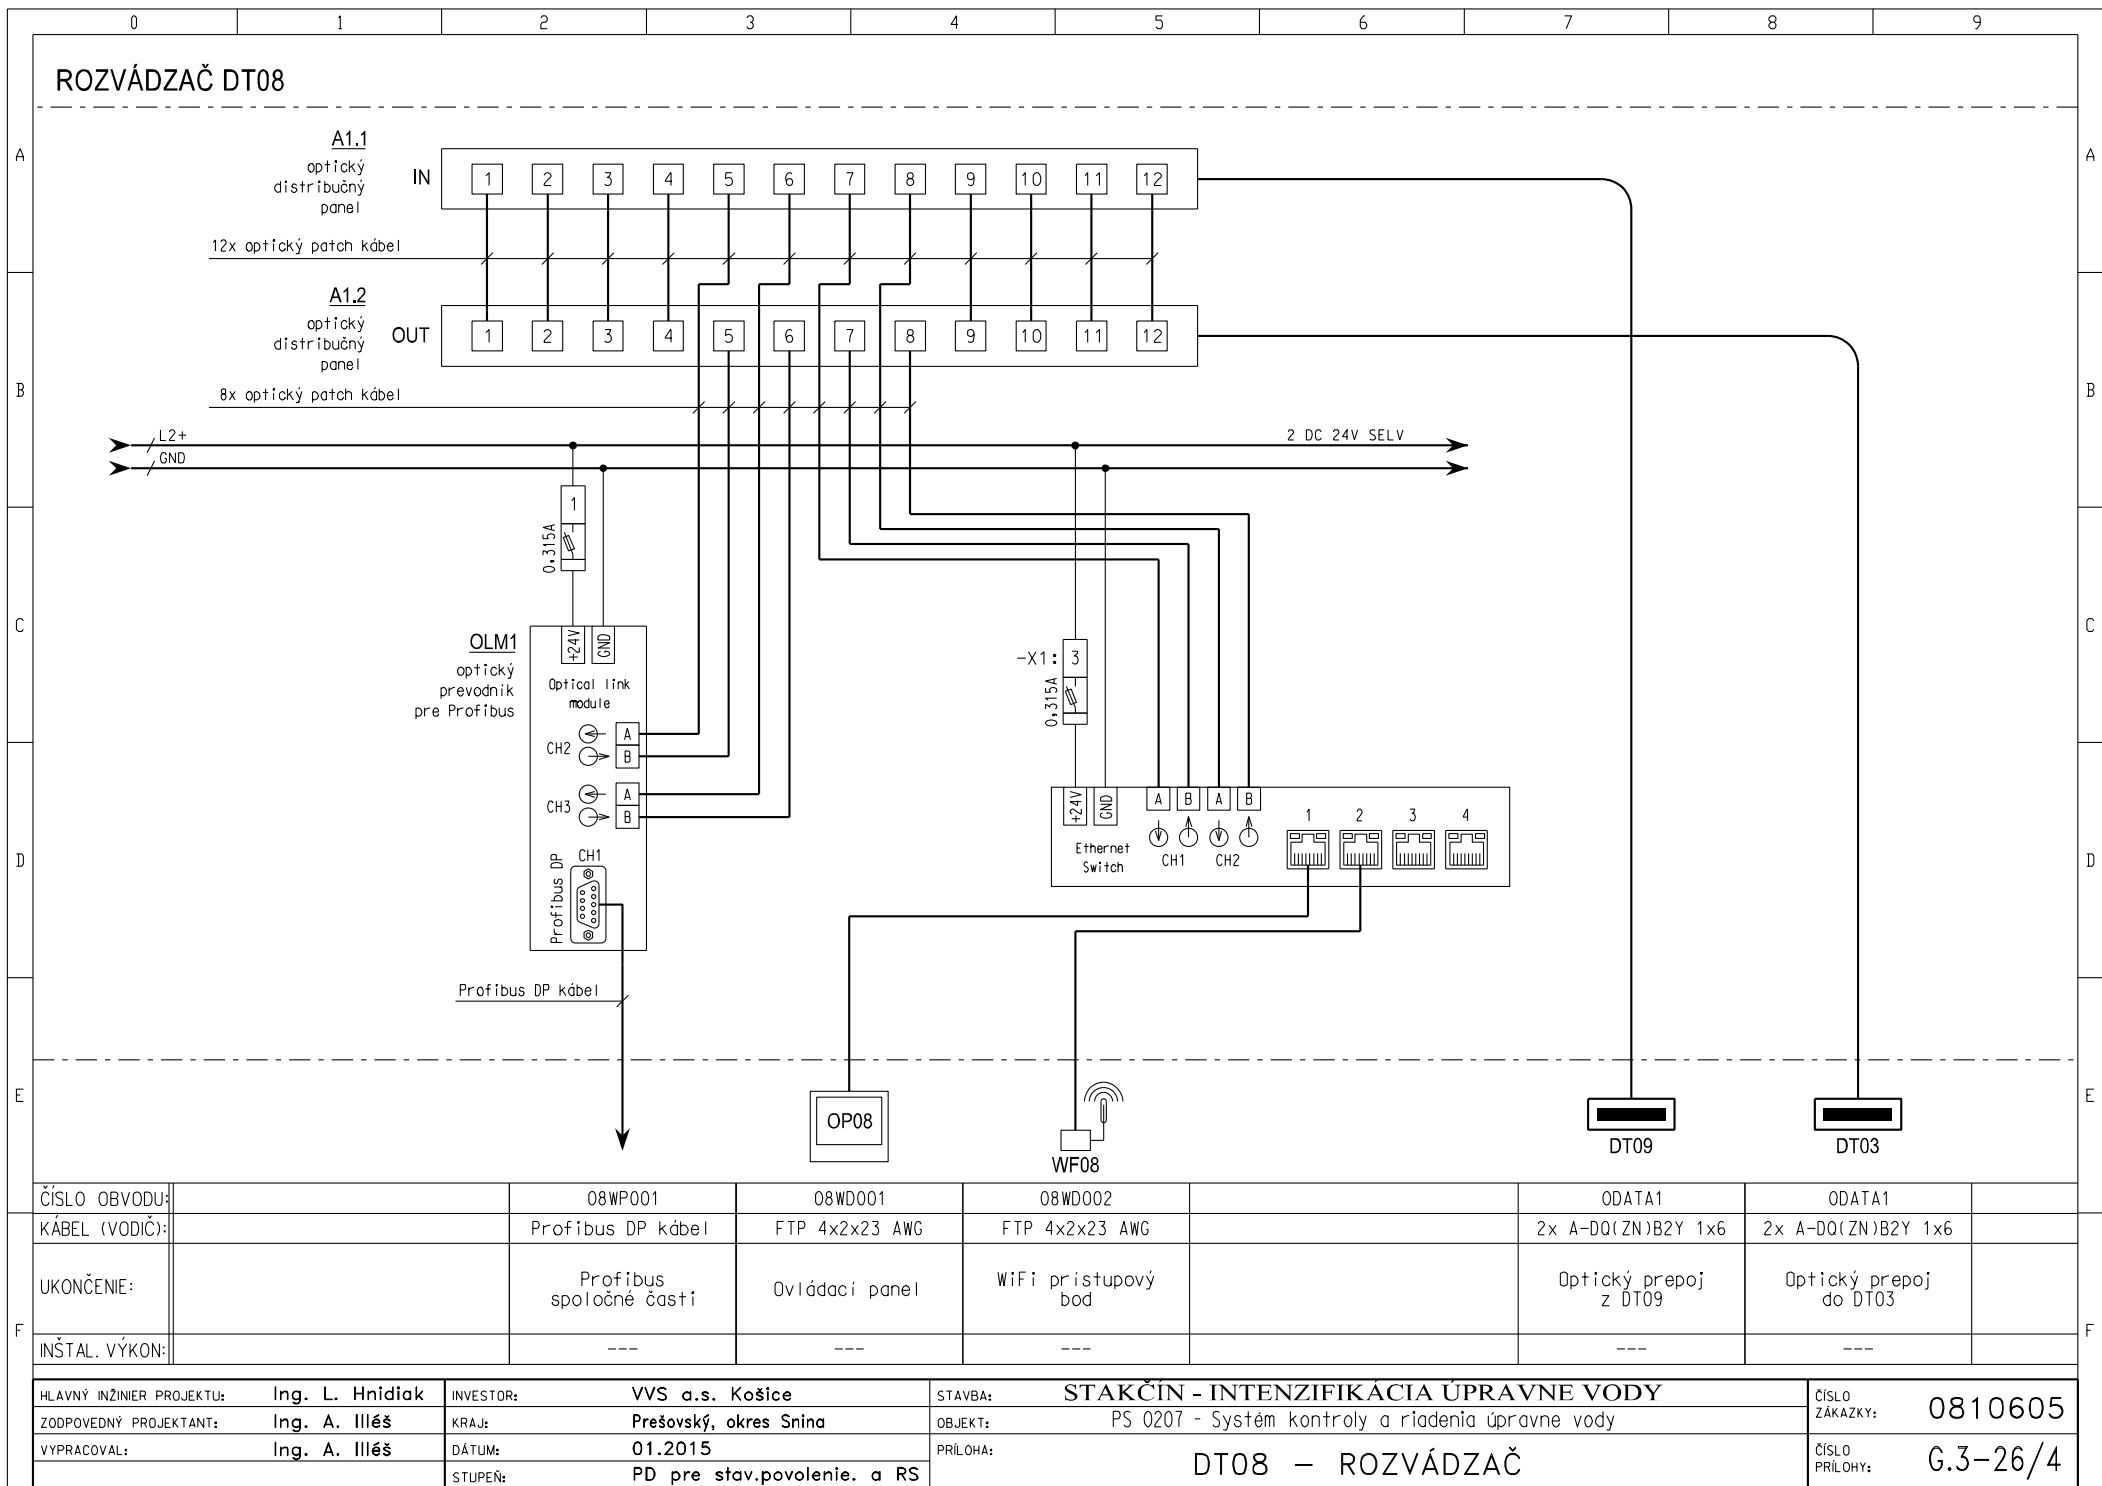 0 1 2 3 4 5 6 7 8 9
ROZVÁDZAČ DT08
A A
A1.1
optický
distribučný
panel
IN 1 2 3 4 5 6 7 8 9 10 11 12
12x optický patch kábel
A1.2
optický
distribučný
panel
OUT 1 2 3 4 5 6 7 8 9 10 11 12
B B
8x optický patch kábel
L2+ 2 DC 24V SELV
GND
1
0,315A
C C
OLM1
optický
prevodník
pre Profibus
+24V GND
Optical link
module
CH2 A
B
CH3 A
B
CH1
Profibus DP
-X1: 3
0,315A
+24V GND A B A B
Ethernet
Switch
CH1 CH2
1 2 3 4
D D
Profibus DP kábel
E E
OP08
WF08
DT09
DT03
ČÍSLO OBVODU: 08WP001 08WD001 08WD002 ODATA1 ODATA1
KÁBEL (VODIČ): Profibus DP kábel FTP 4x2x23 AWG FTP 4x2x23 AWG 2x A-DQ(ZN)B2Y 1x6 2x A-DQ(ZN)B2Y 1x6
UKONČENIE: Profibus
spoločné časti
Ovládací panel
WiFi prístupový
bod
Optický prepoj
z DT09
Optický prepoj
do DT03
F F
INŠTAL. VÝKON: --- --- --- --- ---
HLAVNÝ INŽINIER PROJEKTU: Ing. L. Hnidiak
ZODPOVEDNÝ PROJEKTANT: Ing. A. Illéš
VYPRACOVAL: Ing. A. Illéš
INVESTOR: VVS a.s. Košice
KRAJ: Prešovský, okres Snina
DÁTUM: 01.2015
STUPEŇ: PD pre stav.povolenie. a RS
STAVBA: STAKČÍN - INTENZIFIKÁCIA ÚPRAVNE VODY
OBJEKT: PS 0207 - Systém kontroly a riadenia úpravne vody
PRÍLOHA: DT08 – ROZVÁDZAČ
ČÍSLO
ZÁKAZKY: 0810605
ČÍSLO
PRÍLOHY: G.3-26/4